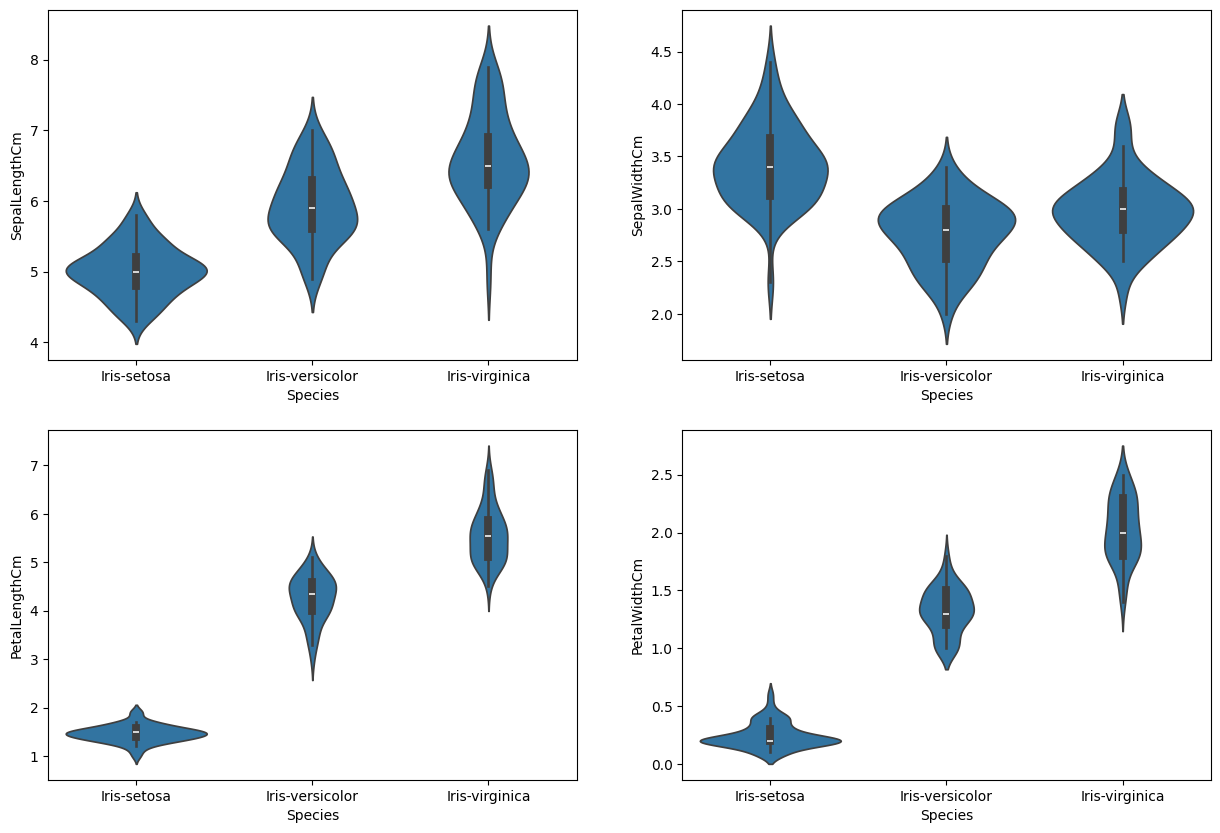 SepalLengthCm
8
7
6
5
4
Iris-setosa Iris-versicolor Iris-virginica
Species
SepalWidthCm
4.5
4.0
3.5
3.0
2.5
2.0
Iris-setosa Iris-versicolor Iris-virginica
Species
PetalLengthCm
7
6
5
4
3
2
1
Iris-setosa Iris-versicolor Iris-virginica
Species
PetalWidthCm
2.5
2.0
1.5
1.0
0.5
0.0
Iris-setosa Iris-versicolor Iris-virginica
Species